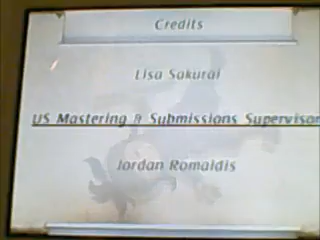 Credits
Lisa Sakurai
US Mastering & Submissions Supervisor
Jordan Romaidis